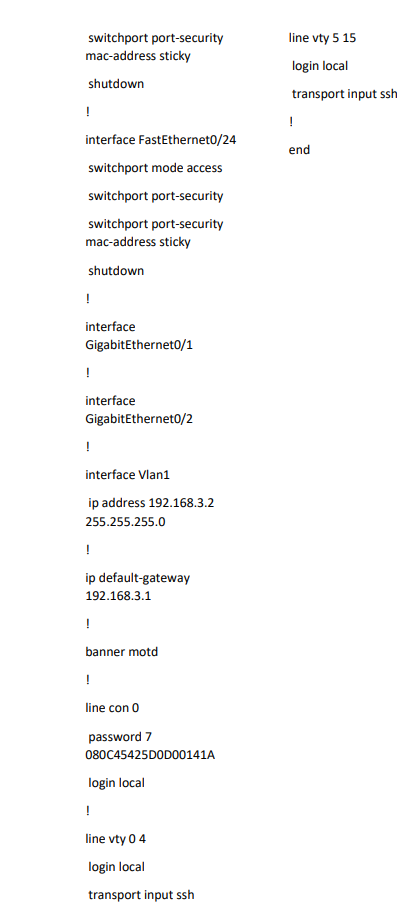 switchport port-security
mac-address sticky
shutdown
!
interface FastEthernet0/24
switchport mode access
switchport port-security
switchport port-security
mac-address sticky
shutdown
!
interface
GigabitEthernet0/1
!
interface
GigabitEthernet0/2
!
interface Vlan1
ip address 192.168.3.2
255.255.255.0
!
ip default-gateway
192.168.3.1
!
banner motd
!
line con 0
password 7
080C45425D0D00141A
login local
!
line vty 0 4
login local
transport input ssh
line vty 5 15
login local
transport input ssh
!
end